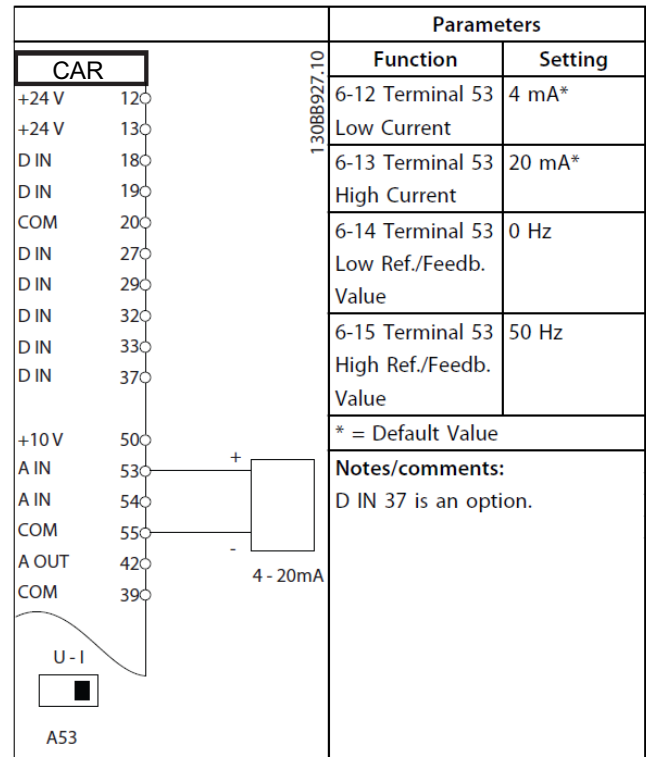 CAR
+24 V 12
+24 V 13
D IN 18
D IN 19
COM 20
D IN 27
D IN 29
D IN 32
D IN 33
D IN 37
+10 V 50
A IN 53
A IN 54
COM 55
A OUT 42
COM 39
+
-
4 - 20mA
U - I
A53
130BB927.10
Parameters
Function Setting
6-12 Terminal 53 4 mA*
Low Current
6-13 Terminal 53 20 mA*
High Current
6-14 Terminal 53 0 Hz
Low Ref./Feedb.
Value
6-15 Terminal 53 50 Hz
High Ref./Feedb.
Value
* = Default Value
Notes/comments:
D IN 37 is an option.